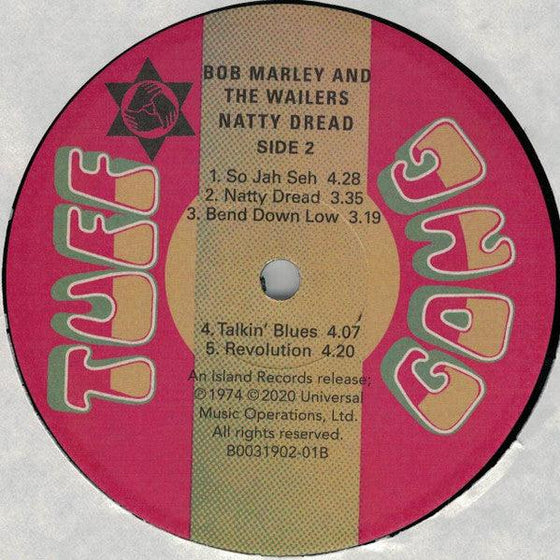 BOB MARLEY AND
THE WAILERS
NATTY DREAD
SIDE 2
1. So Jah Seh 4.28
2. Natty Dread 3.35
3. Bend Down Low 3.19
TUFF
GONG
4. Talkin' Blues 4.07
5. Revolution 4.20
An Island Records release;
℗1974 ©2020 Universal
Music Operations, Ltd.
All rights reserved.
B0031902-01B